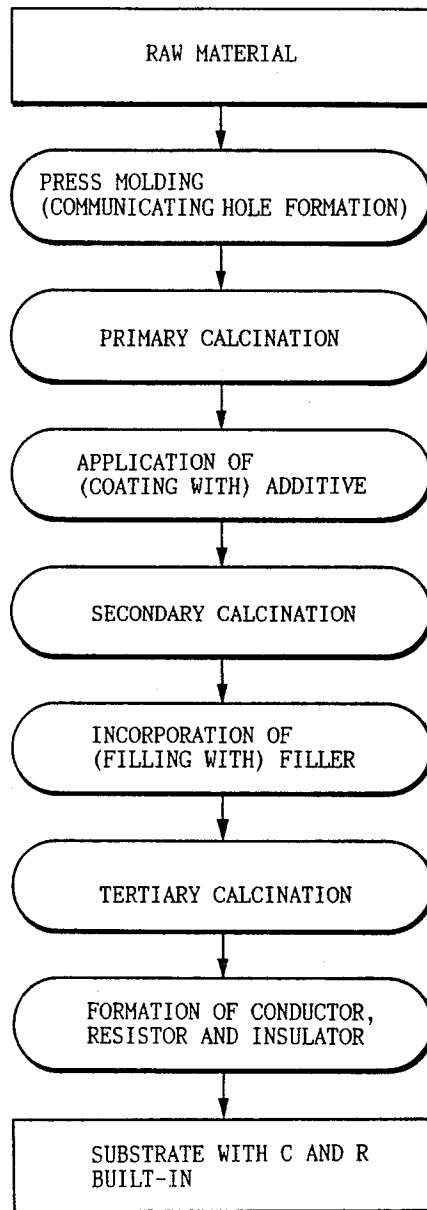 RAW MATERIAL
PRESS MOLDING
(COMMUNICATING HOLE FORMATION)
PRIMARY CALCINATION
APPLICATION OF
(COATING WITH) ADDITIVE
SECONDARY CALCINATION
INCORPORATION OF
(FILLING WITH) FILLER
TERTIARY CALCINATION
FORMATION OF CONDUCTOR,
RESISTOR AND INSULATOR
SUBSTRATE WITH C AND R
BUILT-IN